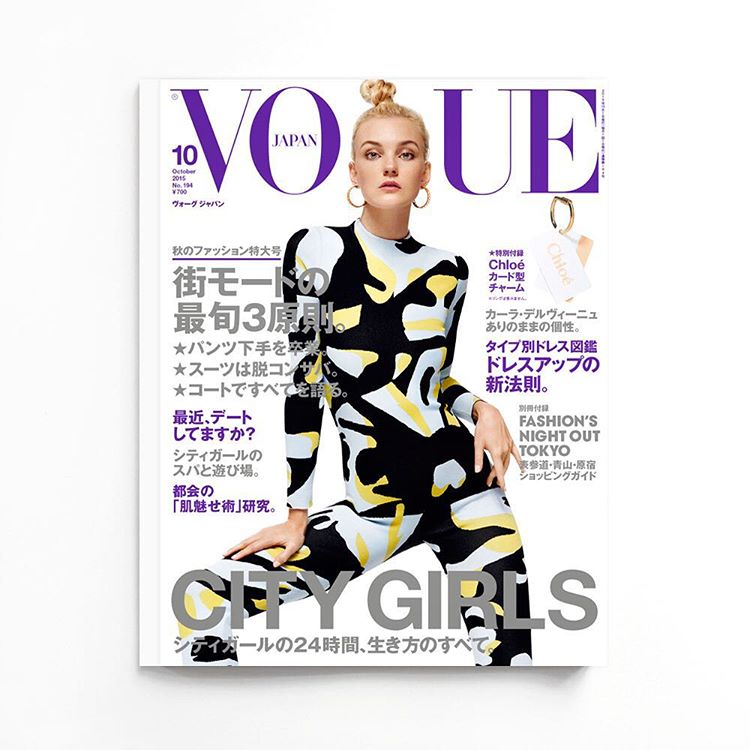 VOGUE
JAPAN
10
October
2015
No. 194
¥700
ヴォーグ ジャパン
秋のファッション特大号
街モードの
最旬3原則。
★パンツ下手を卒業。
★スーツは脱コンサバ。
★コートですべてを語る。
最近、デート
してますか?
シティガールの
スパと遊び場。
都会の
「肌魅せ術」研究。
★特別付録
Chloé
カード型
チャーム
Chloé
カーラ・デルヴィーニュ
ありのままの個性。
タイプ別ドレス図鑑
ドレスアップの
新法則。
別冊付録
FASHION'S
NIGHT OUT
TOKYO
表参道・青山・原宿
ショッピングガイド
CITY GIRLS
シティガールの24時間、生き方のすべて。